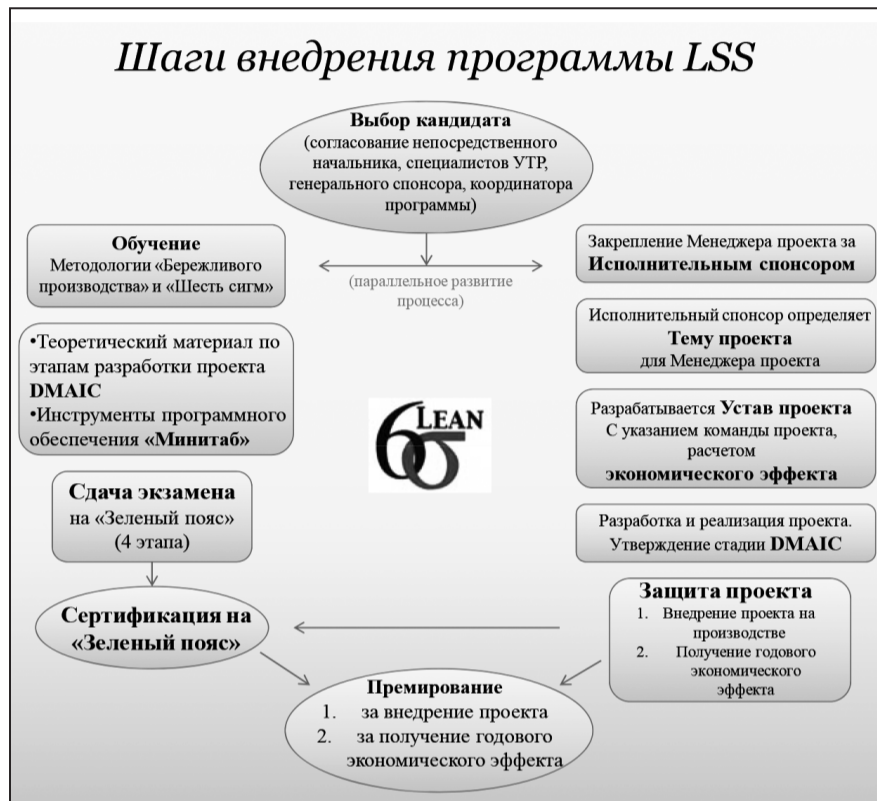 Шаги внедрения программы LSS
Выбор кандидата
(согласование непосредственного
начальника, специалистов УТР,
генерального спонсора, координатора
программы)
Обучение
Методологии «Бережливого
производства» и «Шесть сигм»
(параллельное развитие
процесса)
Закрепление Менеджера проекта за
Исполнительным спонсором
•Теоретический материал по
этапам разработки проекта
DMAIC
•Инструменты программного
обеспечения «Минитаб»
Исполнительный спонсор определяет
Тему проекта
для Менеджера проекта
LEAN
6σ
Разрабатывается Устав проекта
С указанием команды проекта,
расчетом
экономического эффекта
Сдача экзамена
на «Зеленый пояс»
(4 этапа)
Разработка и реализация проекта.
Утверждение стадии DMAIC
Сертификация на
«Зеленый пояс»
Защита проекта
1. Внедрение проекта на
производстве
2. Получение годового
экономического
эффекта
Премирование
1. за внедрение проекта
2. за получение годового
экономического эффекта